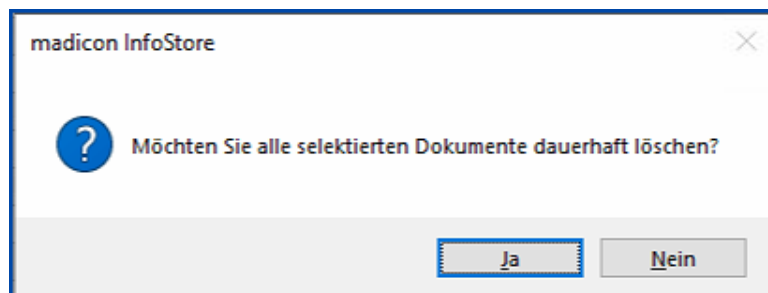 madicon InfoStore
Möchten Sie alle selektierten Dokumente dauerhaft löschen?
Ja
Nein